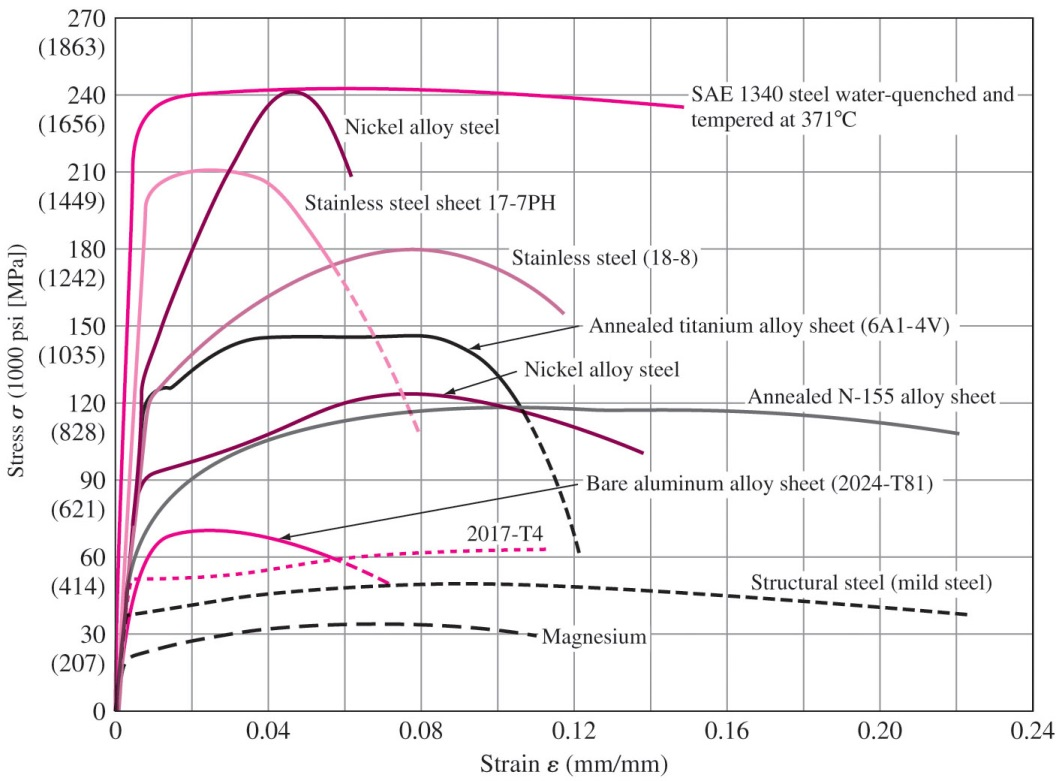 270
(1863)
240
(1656)
210
(1449)
180
(1242)
150
(1035)
120
(828)
90
(621)
60
(414)
30
(207)
0
Stress σ (1000 psi [MPa])
SAE 1340 steel water-quenched and
tempered at 371°C
Nickel alloy steel
Stainless steel sheet 17-7PH
Stainless steel (18-8)
Annealed titanium alloy sheet (6A1-4V)
Nickel alloy steel
Annealed N-155 alloy sheet
Bare aluminum alloy sheet (2024-T81)
2017-T4
Structural steel (mild steel)
Magnesium
0 0.04 0.08 0.12 0.16 0.20 0.24
Strain ε (mm/mm)